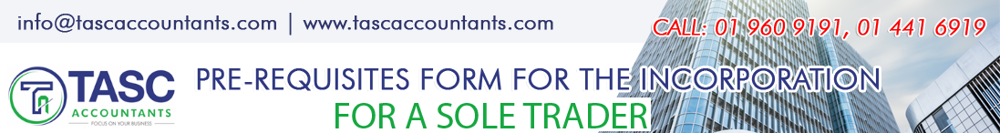 info@tascaccountants.com | www.tascaccountants.com
CALL: 01 960 9191, 01 441 6919
TASC
ACCOUNTANTS
FOCUS ON YOUR BUSINESS
PRE-REQUISITES FORM FOR THE INCORPORATION
FOR A SOLE TRADER